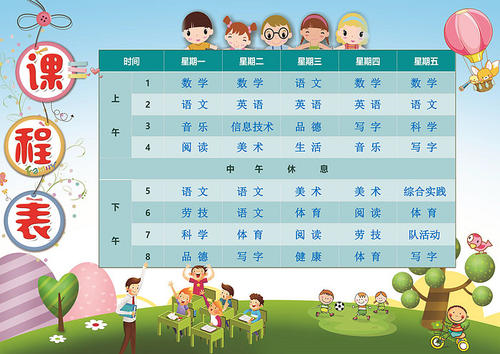 课
程
表
时间 星期一 星期二 星期三 星期四 星期五
上午
1 数学 数学 语文 数学 数学
2 语文 英语 英语 英语 语文
3 音乐 信息技术 品德 写字 科学
4 阅读 美术 生活 音乐 写字
中午休息
下午
5 语文 语文 美术 美术 综合实践
6 劳技 语文 体育 阅读 体育
7 科学 体育 阅读 劳技 队活动
8 品德 写字 健康 体育 写字